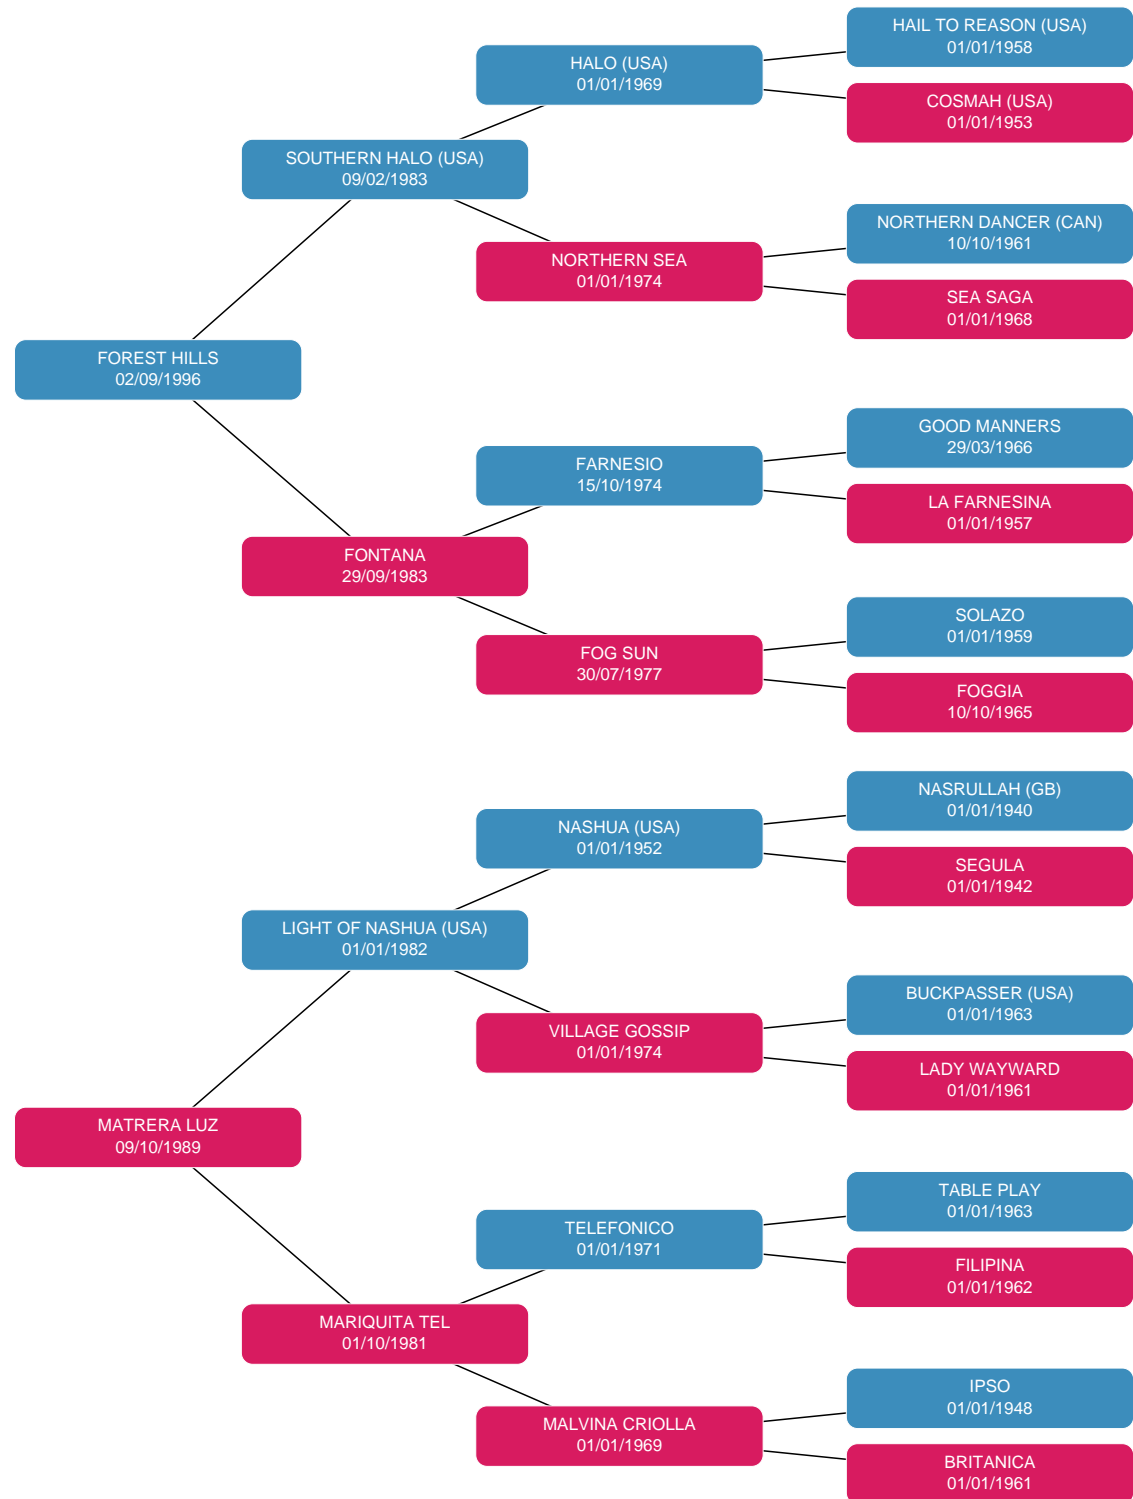 HAIL TO REASON (USA)
01/01/1958
HALO (USA)
01/01/1969
COSMAH (USA)
01/01/1953
SOUTHERN HALO (USA)
09/02/1983
NORTHERN DANCER (CAN)
10/10/1961
NORTHERN SEA
01/01/1974
SEA SAGA
01/01/1968
FOREST HILLS
02/09/1996
GOOD MANNERS
29/03/1966
FARNESIO
15/10/1974
LA FARNESINA
01/01/1957
FONTANA
29/09/1983
SOLAZO
01/01/1959
FOG SUN
30/07/1977
FOGGIA
10/10/1965
NASRULLAH (GB)
01/01/1940
NASHUA (USA)
01/01/1952
SEGULA
01/01/1942
LIGHT OF NASHUA (USA)
01/01/1982
BUCKPASSER (USA)
01/01/1963
VILLAGE GOSSIP
01/01/1974
LADY WAYWARD
01/01/1961
MATRERA LUZ
09/10/1989
TABLE PLAY
01/01/1963
TELEFONICO
01/01/1971
FILIPINA
01/01/1962
MARIQUITA TEL
01/10/1981
IPSO
01/01/1948
MALVINA CRIOLLA
01/01/1969
BRITANICA
01/01/1961